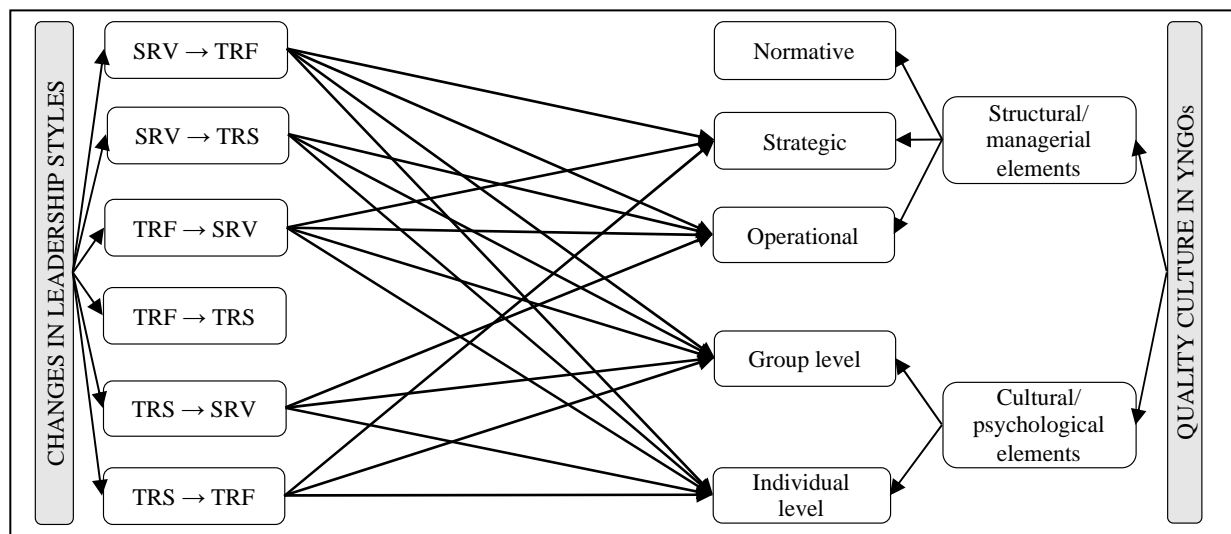 CHANGES IN LEADERSHIP STYLES
SRV → TRF
SRV → TRS
TRF → SRV
TRF → TRS
TRS → SRV
TRS → TRF
Normative
Strategic
Operational
Group level
Individual
level
Structural/
managerial
elements
Cultural/
psychological
elements
QUALITY CULTURE IN YNGOs